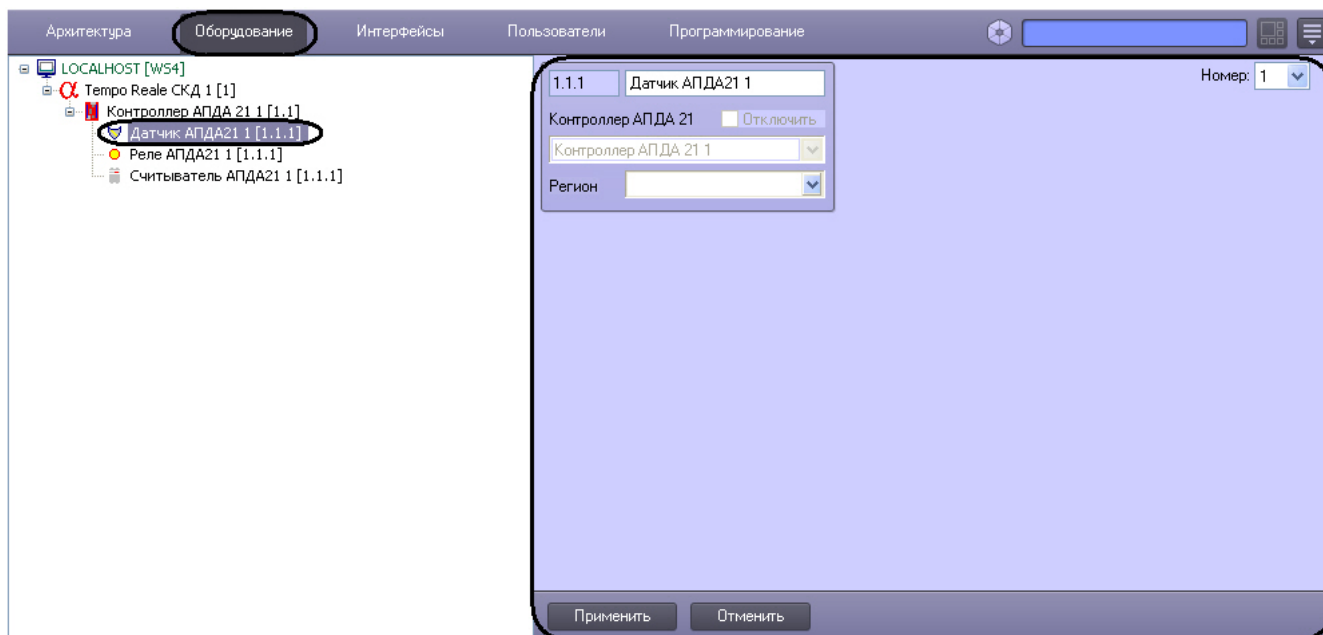 Архитектура Оборудование Интерфейсы Пользователи Программирование
LOCALHOST [WS4]
Tempo Reale СКД 1 [1]
Контроллер АПДА 21 1 [1.1]
Датчик АПДА21 1 [1.1.1]
Реле АПДА21 1 [1.1.1]
Считыватель АПДА21 1 [1.1.1]
1.1.1 Датчик АПДА21 1 Номер: 1
Контроллер АПДА 21 Отключить
Контроллер АПДА 21 1
Регион
Применить Отменить